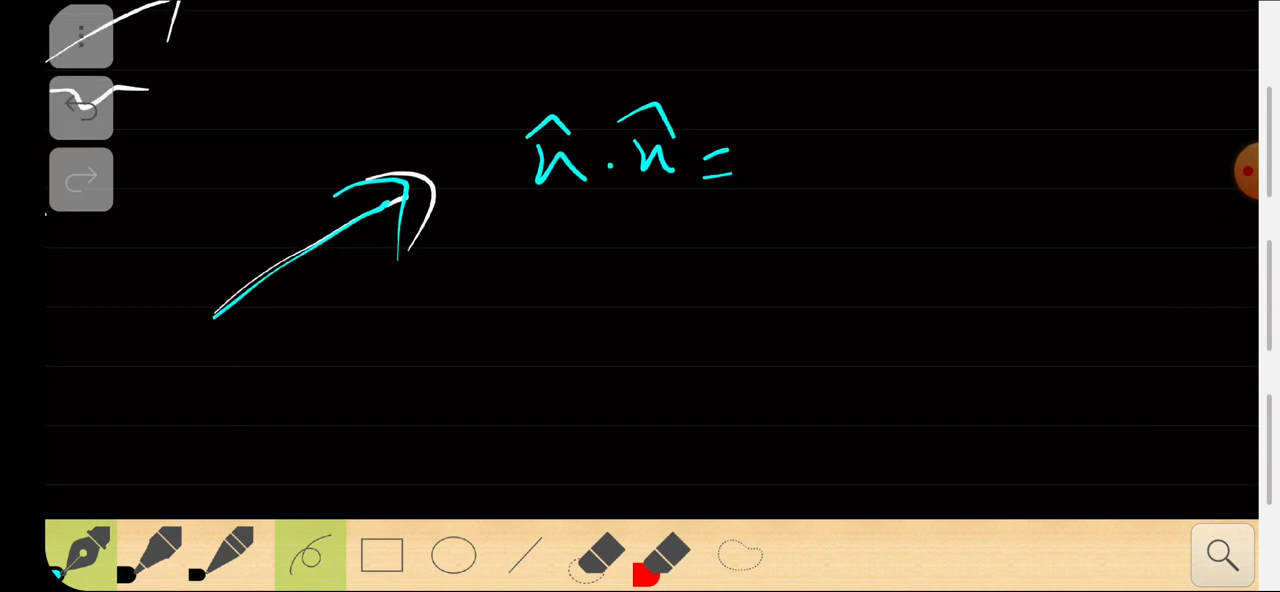 n̂ · n̂ =